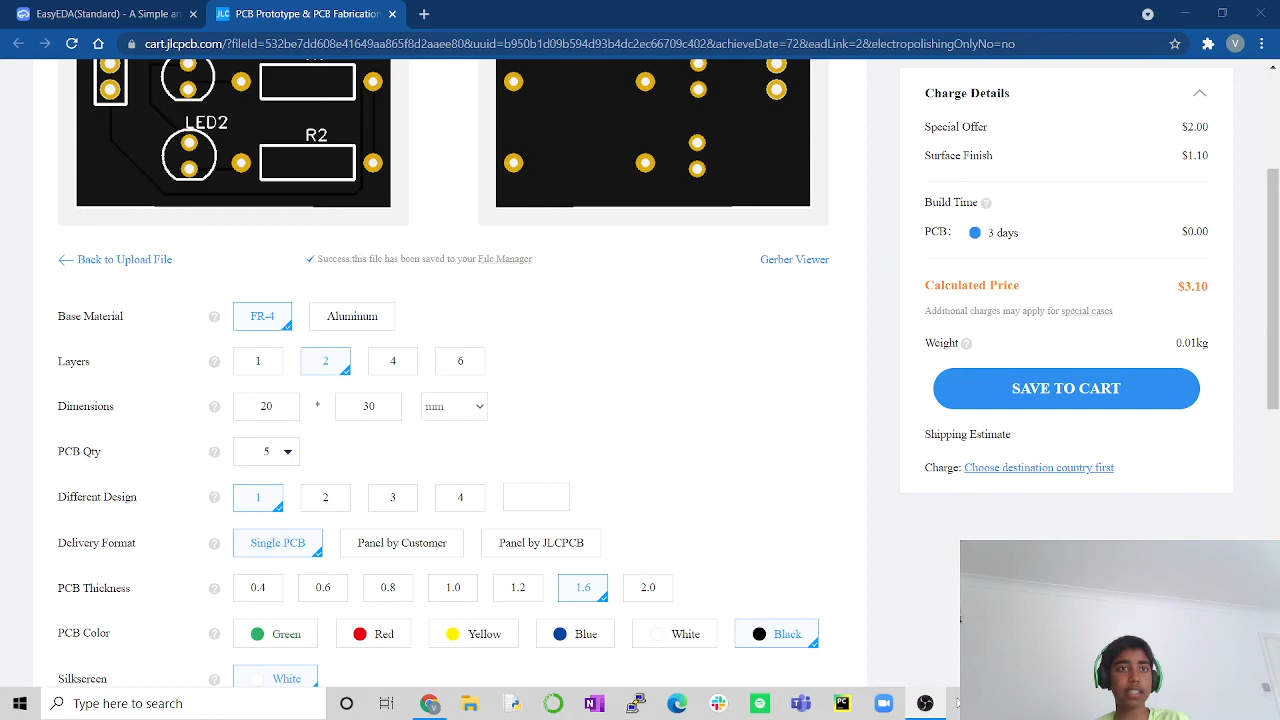 EasyEDA(Standard) - A Simple an
JLC PCB Prototype & PCB Fabrication
cart.jlcpcb.com/?fileId=532be7dd608e41649aa865f8d2aaee80&uuid=b950b1d09b594d93b4dc2ec66709c402&achieveDate=72&leadLink=2&electropolishingOnlyNo=no
V
LED2
R2
Back to Upload File
Success,this file has been saved to your File Manager
Gerber Viewer
Base Material ? FR-4 Aluminum
Layers ? 1 2 4 6
Dimensions ? 20 * 30 mm
PCB Qty ? 5
Different Design ? 1 2 3 4
Delivery Format ? Single PCB Panel by Customer Panel by JLCPCB
PCB Thickness ? 0.4 0.6 0.8 1.0 1.2 1.6 2.0
PCB Color ? Green Red Yellow Blue White Black
Silkscreen ? White
Charge Details
Special Offer $2.00
Surface Finish $1.10
Build Time ?
PCB: 3 days $0.00
Calculated Price $3.10
Additional charges may apply for special cases
Weight ? 0.01kg
SAVE TO CART
Shipping Estimate
Charge: Choose destination country first
Type here to search